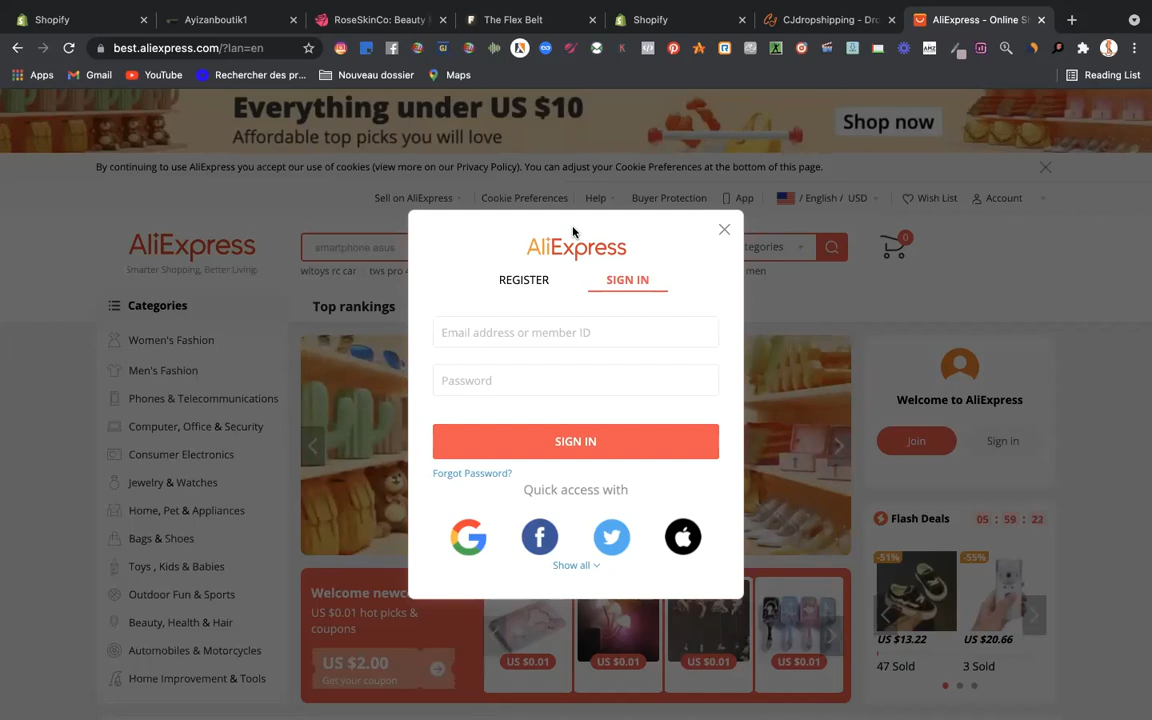 Shopify
Ayizanboutik1
RoseSkinCo: Beauty
The Flex Belt
Shopify
CJdropshipping - Dro
AliExpress - Online Sh
best.aliexpress.com/?lan=en
Apps
Gmail
YouTube
Rechercher des pr...
Nouveau dossier
Maps
Reading List
Everything under US $10
Affordable top picks you will love
Shop now
By continuing to use AliExpress you accept our use of cookies (view more on our Privacy Policy). You can adjust your Cookie Preferences at the bottom of this page.
Sell on AliExpress
Cookie Preferences
Help
Buyer Protection
App
/ English / USD
Wish List
Account
AliExpress
Smarter Shopping, Better Living!
smartphone asus
tegories
0
witoys rc car
tws pro 4
men
Categories
Top rankings
Women's Fashion
Men's Fashion
Phones & Telecommunications
Computer, Office & Security
Consumer Electronics
Jewelry & Watches
Home, Pet & Appliances
Bags & Shoes
Toys , Kids & Babies
Outdoor Fun & Sports
Beauty, Health & Hair
Automobiles & Motorcycles
Home Improvement & Tools
AliExpress
REGISTER
SIGN IN
Email address or member ID
Password
SIGN IN
Forgot Password?
Quick access with
Show all
Welcome newc
US $0.01 hot picks &
coupons
US $2.00
Get your coupon
US $0.01
US $0.01
US $0.01
US $0.01
Welcome to AliExpress
Join
Sign in
Flash Deals
05 : 59 : 22
-51%
-55%
US $13.22
US $20.66
47 Sold
3 Sold